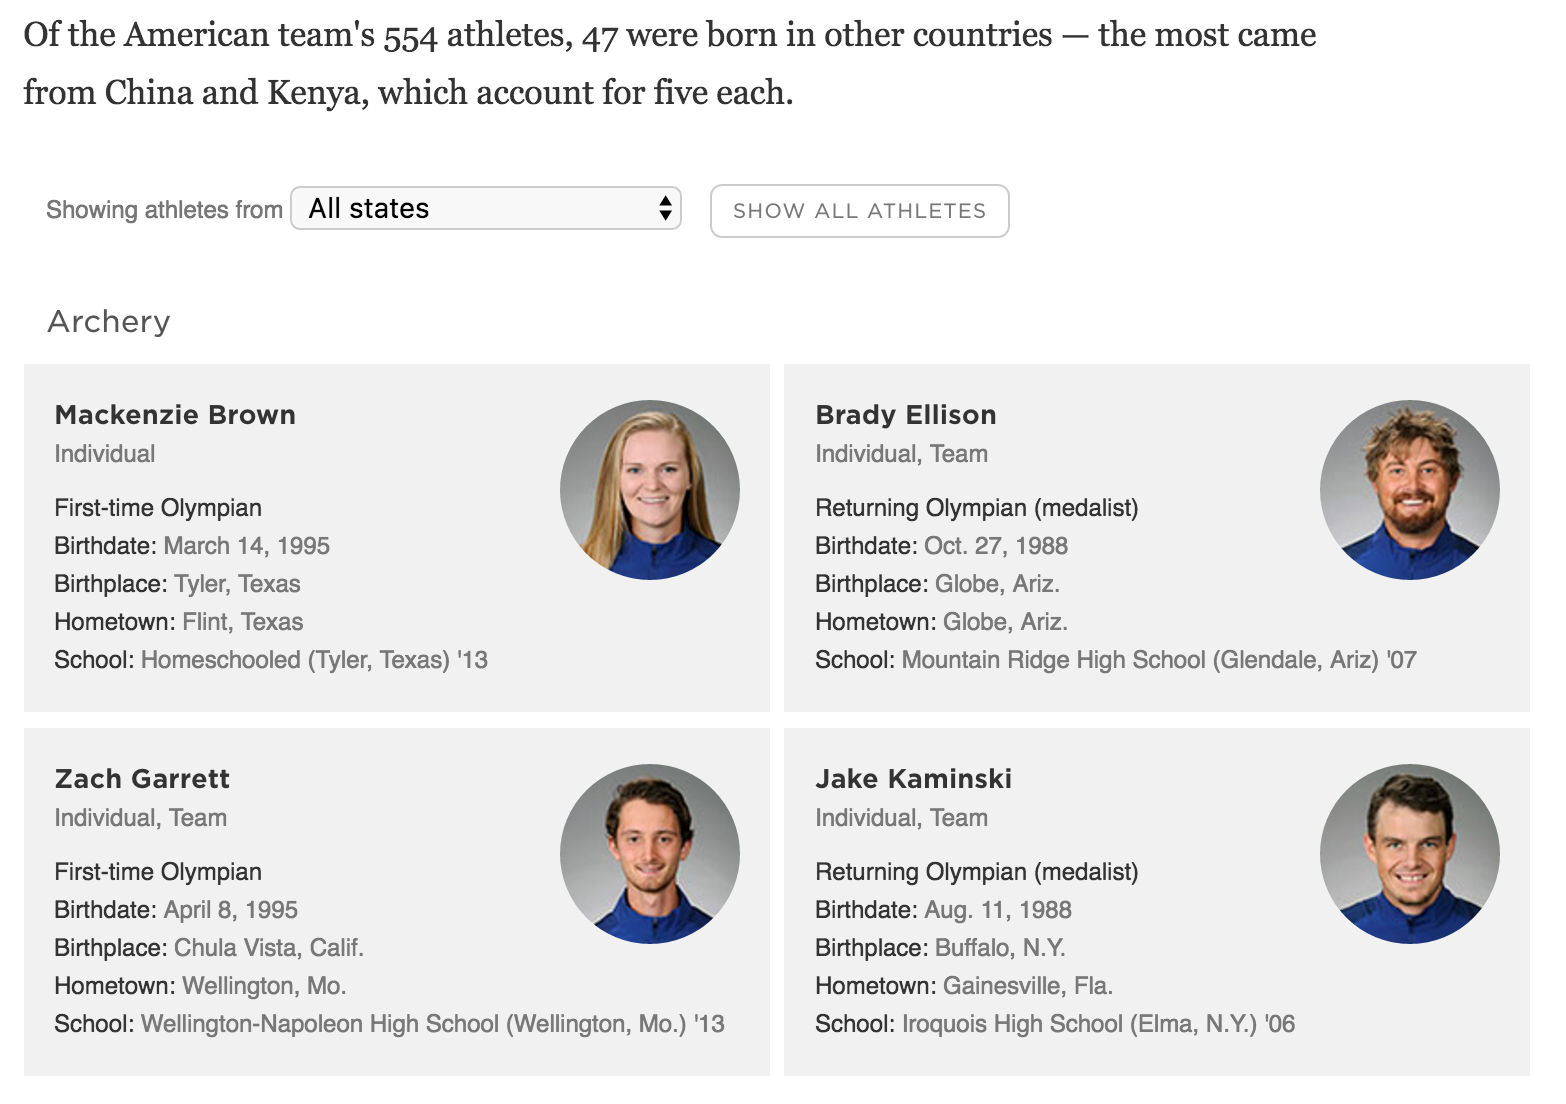 Of the American team's 554 athletes, 47 were born in other countries — the most came
from China and Kenya, which account for five each.
Showing athletes from All states SHOW ALL ATHLETES
Archery
Mackenzie Brown
Individual
First-time Olympian
Birthdate: March 14, 1995
Birthplace: Tyler, Texas
Hometown: Flint, Texas
School: Homeschooled (Tyler, Texas) '13
Brady Ellison
Individual, Team
Returning Olympian (medalist)
Birthdate: Oct. 27, 1988
Birthplace: Globe, Ariz.
Hometown: Globe, Ariz.
School: Mountain Ridge High School (Glendale, Ariz) '07
Zach Garrett
Individual, Team
First-time Olympian
Birthdate: April 8, 1995
Birthplace: Chula Vista, Calif.
Hometown: Wellington, Mo.
School: Wellington-Napoleon High School (Wellington, Mo.) '13
Jake Kaminski
Individual, Team
Returning Olympian (medalist)
Birthdate: Aug. 11, 1988
Birthplace: Buffalo, N.Y.
Hometown: Gainesville, Fla.
School: Iroquois High School (Elma, N.Y.) '06